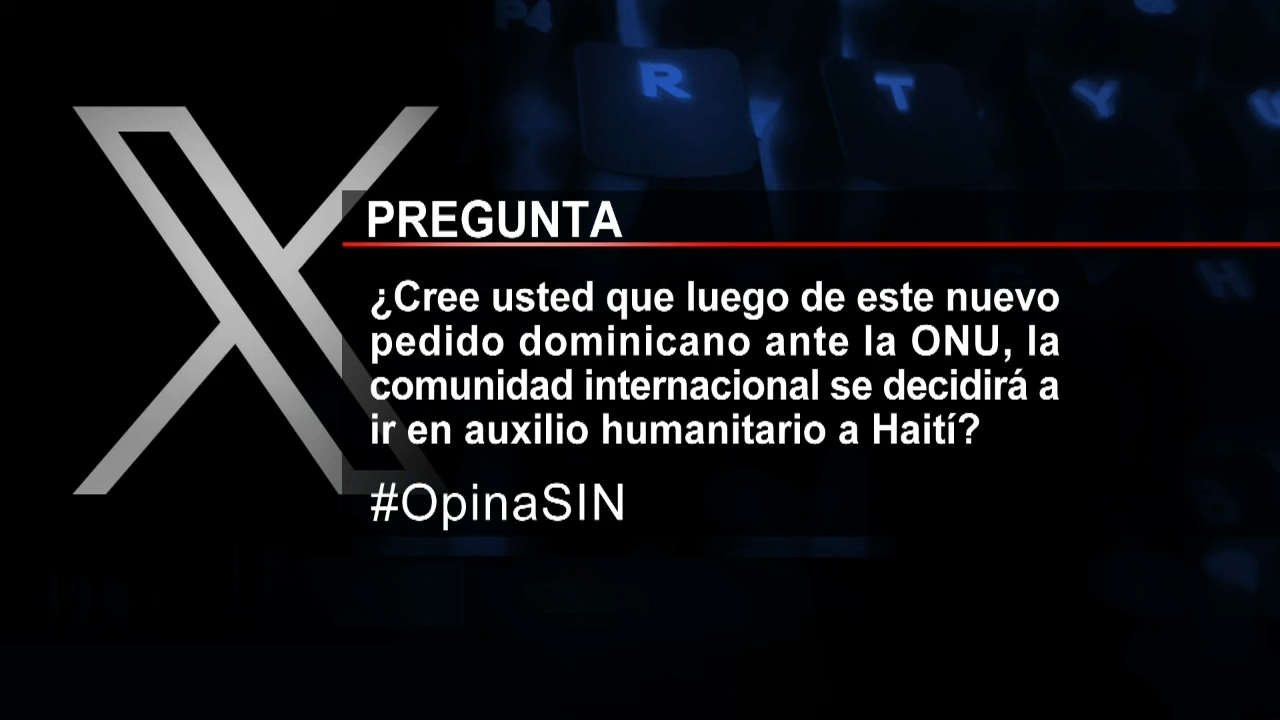 P4
R T Y U
PREGUNTA
¿Cree usted que luego de este nuevo
pedido dominicano ante la ONU, la
comunidad internacional se decidirá a
ir en auxilio humanitario a Haití?
#OpinaSIN